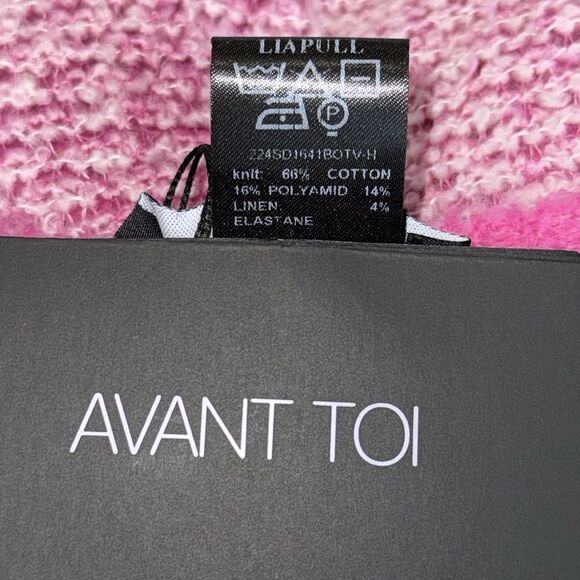 LIAPULL
P
224SD1641BOTV-H
knit: 66% COTTON
16% POLYAMID 14%
LINEN 4%
ELASTANE
AVANT TOI